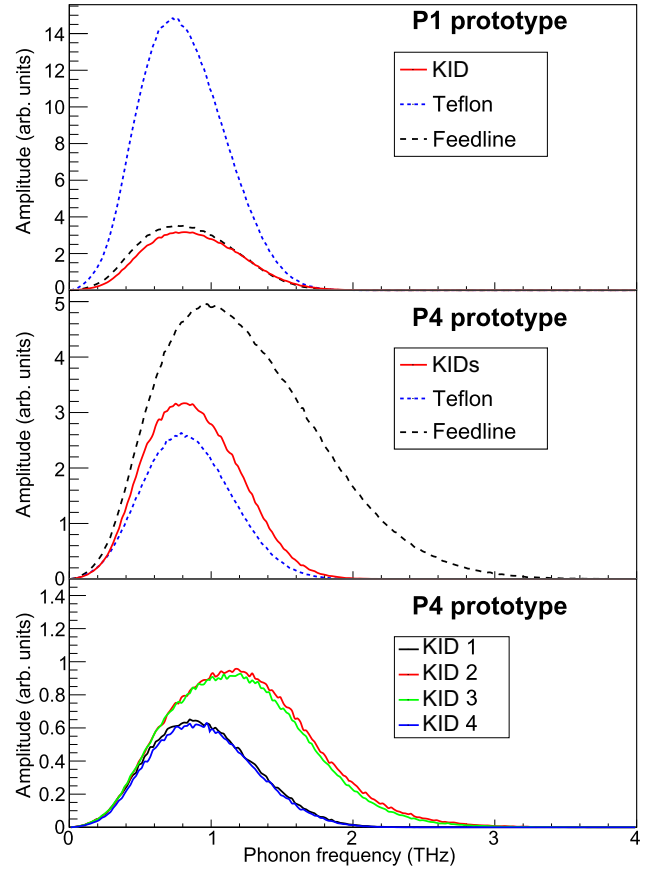 P1 prototype
KID
Teflon
Feedline
Amplitude (arb. units)
14
12
10
8
6
4
2
0
P4 prototype
KIDs
Teflon
Feedline
Amplitude (arb. units)
5
4
3
2
1
0
P4 prototype
KID 1
KID 2
KID 3
KID 4
Amplitude (arb. units)
1.4
1.2
1
0.8
0.6
0.4
0.2
0
0 1 2 3 4
Phonon frequency (THz)